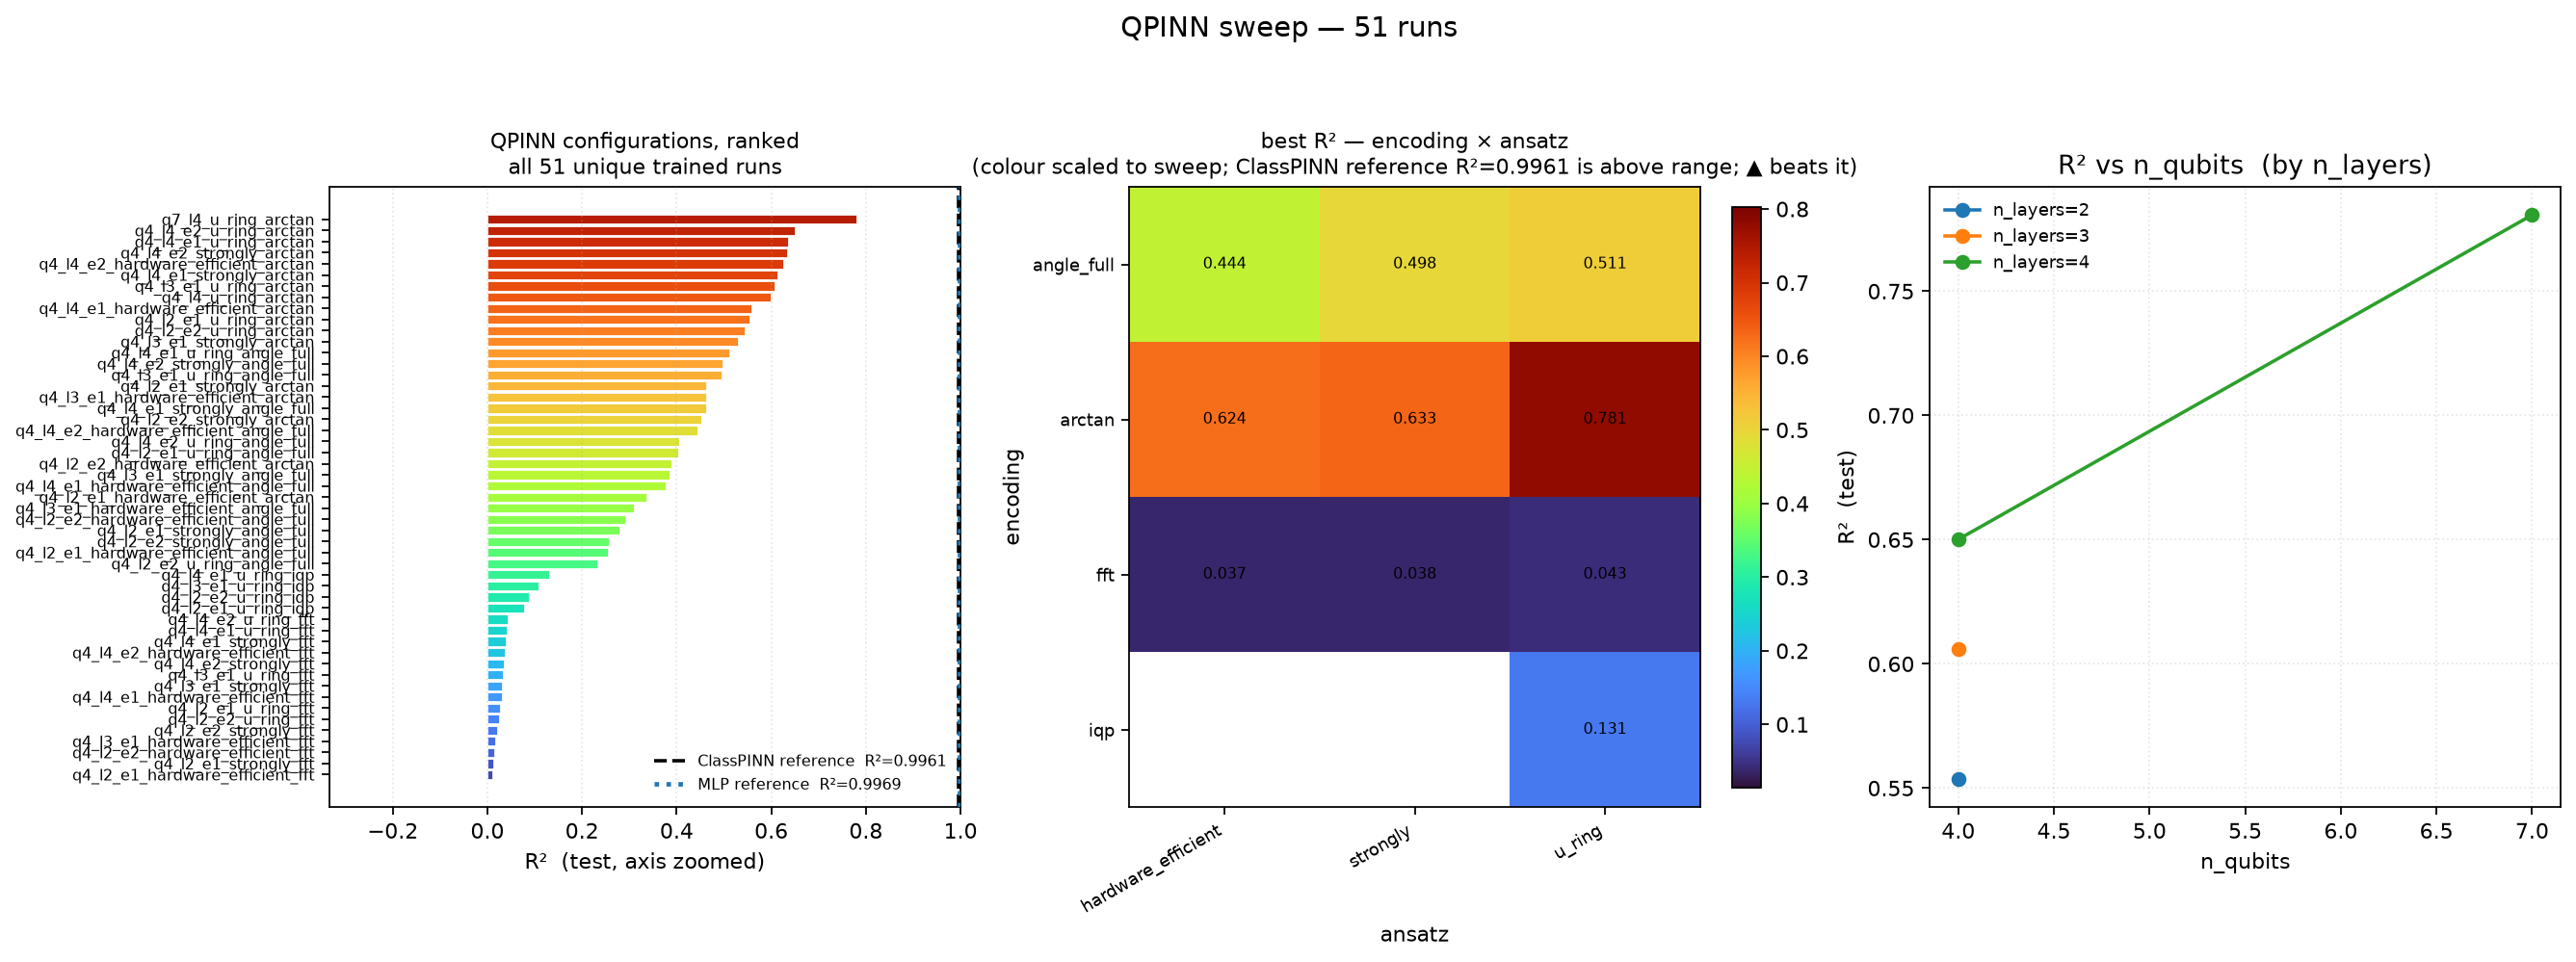 QPINN sweep — 51 runs
QPINN configurations, ranked
all 51 unique trained runs
q7_l4_u_ring_arctan
q4_l4_e2_u_ring_arctan
q4_l4_e1_u_ring_arctan
q4_l4_e2_strongly_arctan
q4_l4_e2_hardware_efficient_arctan
q4_l4_e1_strongly_arctan
q4_l3_e1_u_ring_arctan
q4_l4_u_ring_arctan
q4_l4_e1_hardware_efficient_arctan
q4_l2_e1_u_ring_arctan
q4_l2_e2_u_ring_arctan
q4_l3_e1_strongly_arctan
q4_l4_e1_u_ring_angle_full
q4_l4_e2_strongly_angle_full
q4_l3_e1_u_ring_angle_full
q4_l2_e1_strongly_arctan
q4_l3_e1_hardware_efficient_arctan
q4_l4_e1_strongly_angle_full
q4_l2_e2_strongly_arctan
q4_l4_e2_hardware_efficient_angle_full
q4_l4_e2_u_ring_angle_full
q4_l2_e1_u_ring_angle_full
q4_l2_e2_hardware_efficient_arctan
q4_l3_e1_strongly_angle_full
q4_l4_e1_hardware_efficient_angle_full
q4_l2_e1_hardware_efficient_arctan
q4_l3_e1_hardware_efficient_angle_full
q4_l2_e2_hardware_efficient_angle_full
q4_l2_e1_strongly_angle_full
q4_l2_e2_strongly_angle_full
q4_l2_e1_hardware_efficient_angle_full
q4_l2_e2_u_ring_angle_full
q4_l4_e1_u_ring_iqp
q4_l3_e1_u_ring_iqp
q4_l2_e2_u_ring_iqp
q4_l2_e1_u_ring_iqp
q4_l4_e2_u_ring_fft
q4_l4_e1_u_ring_fft
q4_l4_e1_strongly_fft
q4_l4_e2_hardware_efficient_fft
q4_l4_e2_strongly_fft
q4_l3_e1_u_ring_fft
q4_l3_e1_strongly_fft
q4_l4_e1_hardware_efficient_fft
q4_l2_e1_u_ring_fft
q4_l2_e2_u_ring_fft
q4_l2_e2_strongly_fft
q4_l3_e1_hardware_efficient_fft
q4_l2_e2_hardware_efficient_fft
q4_l2_e1_strongly_fft
q4_l2_e1_hardware_efficient_fft
ClassPINN reference R²=0.9961
MLP reference R²=0.9969
−0.2 0.0 0.2 0.4 0.6 0.8 1.0
R² (test, axis zoomed)
best R² — encoding × ansatz
(colour scaled to sweep; ClassPINN reference R²=0.9961 is above range; ▲ beats it)
encoding
angle_full 0.444 0.498 0.511
arctan 0.624 0.633 0.781
fft 0.037 0.038 0.043
iqp 0.131
hardware_efficient strongly u_ring
ansatz
0.8
0.7
0.6
0.5
0.4
0.3
0.2
0.1
R² vs n_qubits (by n_layers)
n_layers=2
n_layers=3
n_layers=4
R² (test)
0.75
0.70
0.65
0.60
0.55
4.0 4.5 5.0 5.5 6.0 6.5 7.0
n_qubits